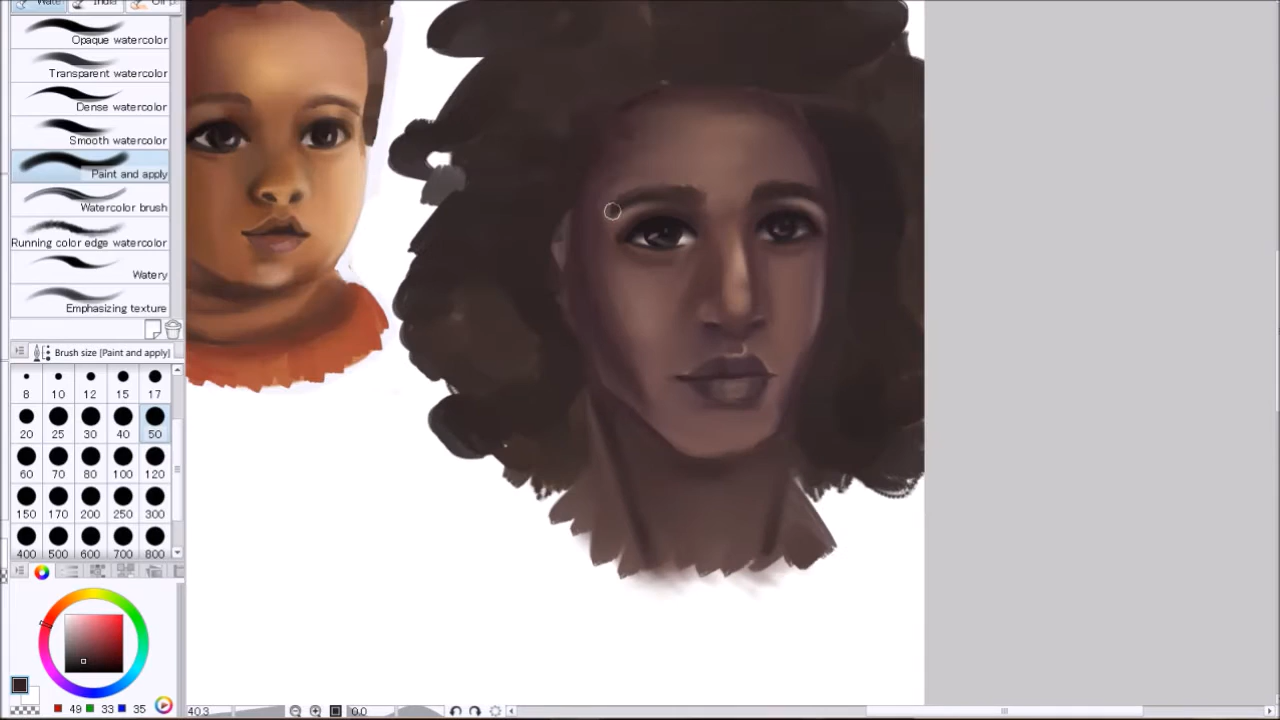 Wate India Oil p
Opaque watercolor
Transparent watercolor
Dense watercolor
Smooth watercolor
Paint and apply
Watercolor brush
Running color edge watercolor
Watery
Emphasizing texture
Brush size [Paint and apply]
8 10 12 15 17
20 25 30 40 50
60 70 80 100 120
150 170 200 250 300
400 500 600 700 800
49 33 35
40.3 0.0